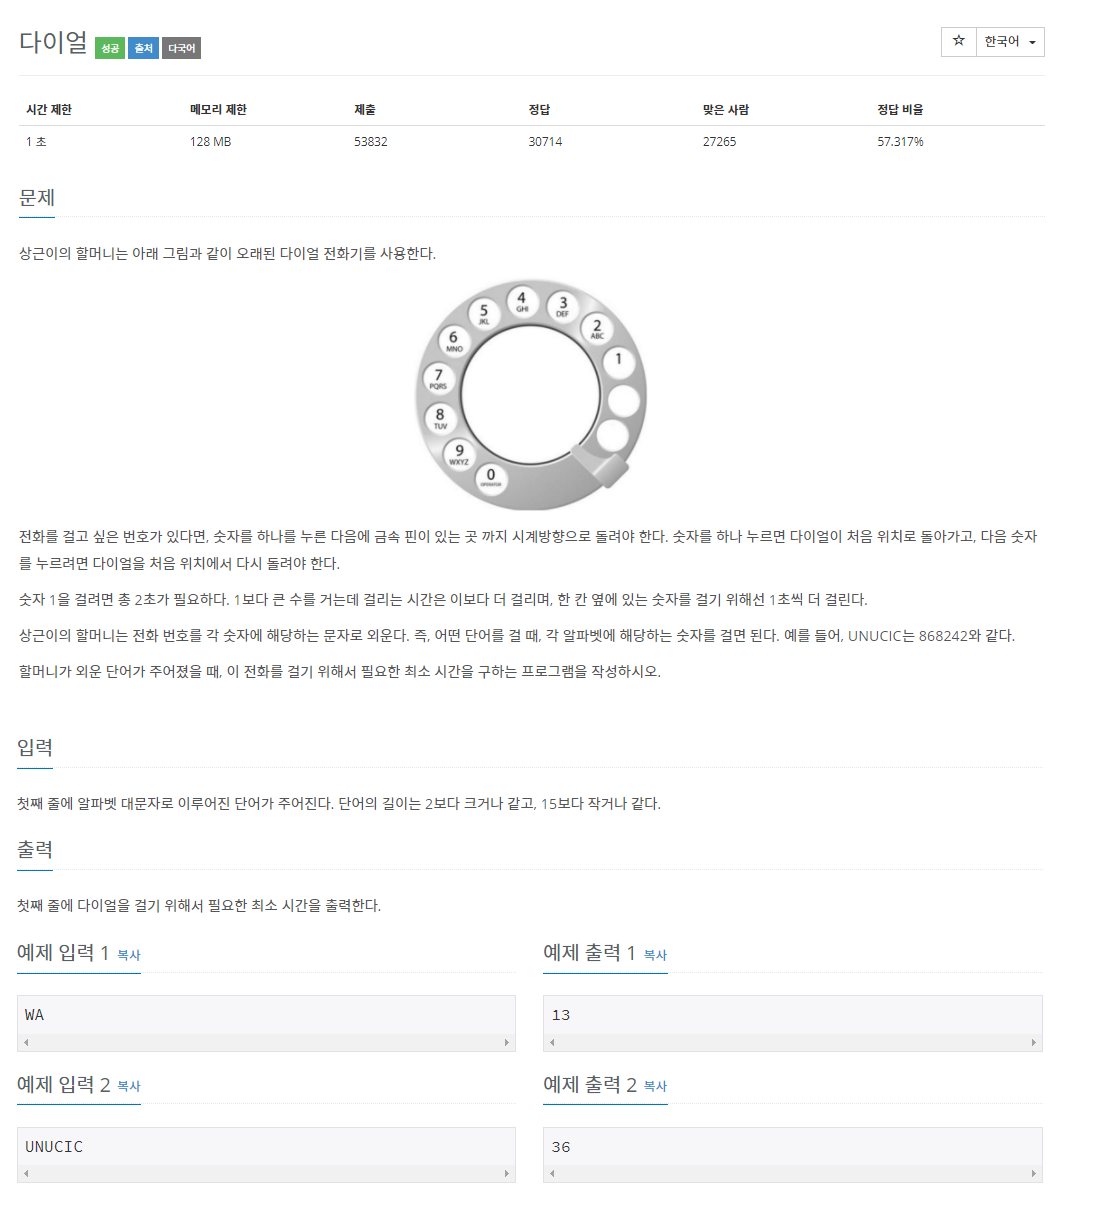 다이얼 성공 출처 다국어
☆ 한국어
시간 제한 메모리 제한 제출 정답 맞은 사람 정답 비율
1 초 128 MB 53832 30714 27265 57.317%
문제
상근이의 할머니는 아래 그림과 같이 오래된 다이얼 전화기를 사용한다.
4
GHI
3
DEF
5
JKL
2
ABC
6
MNO
1
7
PQRS
8
TUV
9
WXYZ
0
OPERATOR
전화를 걸고 싶은 번호가 있다면, 숫자를 하나를 누른 다음에 금속 핀이 있는 곳 까지 시계방향으로 돌려야 한다. 숫자를 하나 누르면 다이얼이 처음 위치로 돌아가고, 다음 숫자
를 누르려면 다이얼을 처음 위치에서 다시 돌려야 한다.
숫자 1을 걸려면 총 2초가 필요하다. 1보다 큰 수를 거는데 걸리는 시간은 이보다 더 걸리며, 한 칸 옆에 있는 숫자를 걸기 위해선 1초씩 더 걸린다.
상근이의 할머니는 전화 번호를 각 숫자에 해당하는 문자로 외운다. 즉, 어떤 단어를 걸 때, 각 알파벳에 해당하는 숫자를 걸면 된다. 예를 들어, UNUCIC는 868242와 같다.
할머니가 외운 단어가 주어졌을 때, 이 전화를 걸기 위해서 필요한 최소 시간을 구하는 프로그램을 작성하시오.
입력
첫째 줄에 알파벳 대문자로 이루어진 단어가 주어진다. 단어의 길이는 2보다 크거나 같고, 15보다 작거나 같다.
출력
첫째 줄에 다이얼을 걸기 위해서 필요한 최소 시간을 출력한다.
예제 입력 1 복사
WA
예제 출력 1 복사
13
예제 입력 2 복사
UNUCIC
예제 출력 2 복사
36